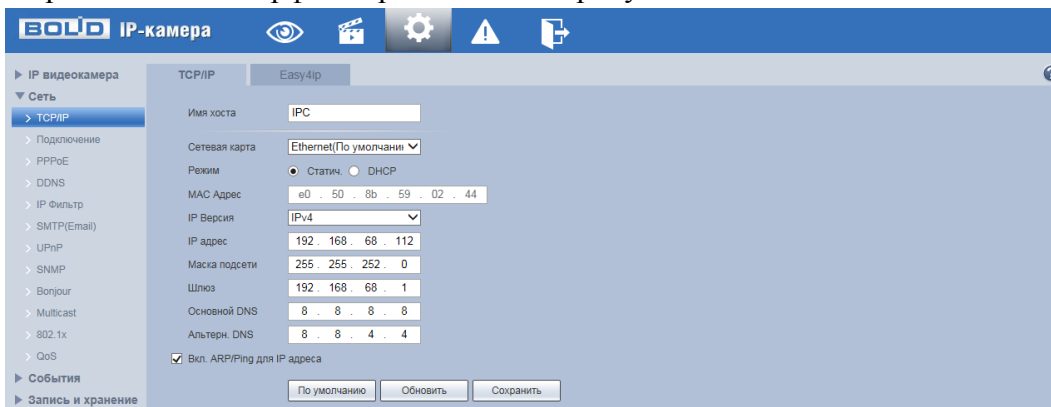 BOLID IP-камера
IP видеокамера
Сеть
TCP/IP
Подключение
PPPoE
DDNS
IP Фильтр
SMTP(Email)
UPnP
SNMP
Bonjour
Multicast
802.1x
QoS
События
Запись и хранение
TCP/IP Easy4ip
Имя хоста IPC
Сетевая карта Ethernet(По умолчани
Режим Статич. DHCP
MAC Адрес e0 . 50 . 8b . 59 . 02 . 44
IP Версия IPv4
IP адрес 192 . 168 . 68 . 112
Маска подсети 255 . 255 . 252 . 0
Шлюз 192 . 168 . 68 . 1
Основной DNS 8 . 8 . 8 . 8
Альтерн. DNS 8 . 8 . 4 . 4
Вкл. ARP/Ping для IP адреса
По умолчанию Обновить Сохранить